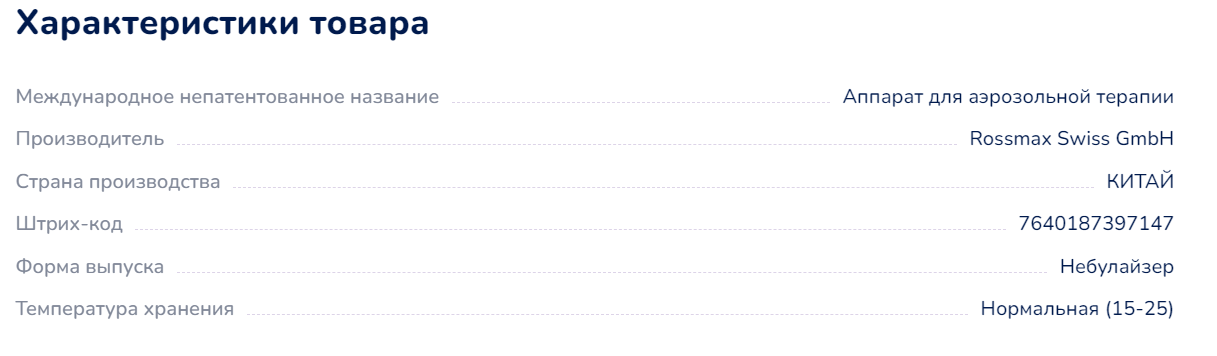 Характеристики товара
Международное непатентованное название Аппарат для аэрозольной терапии
Производитель Rossmax Swiss GmbH
Страна производства КИТАЙ
Штрих-код 7640187397147
Форма выпуска Небулайзер
Температура хранения Нормальная (15-25)